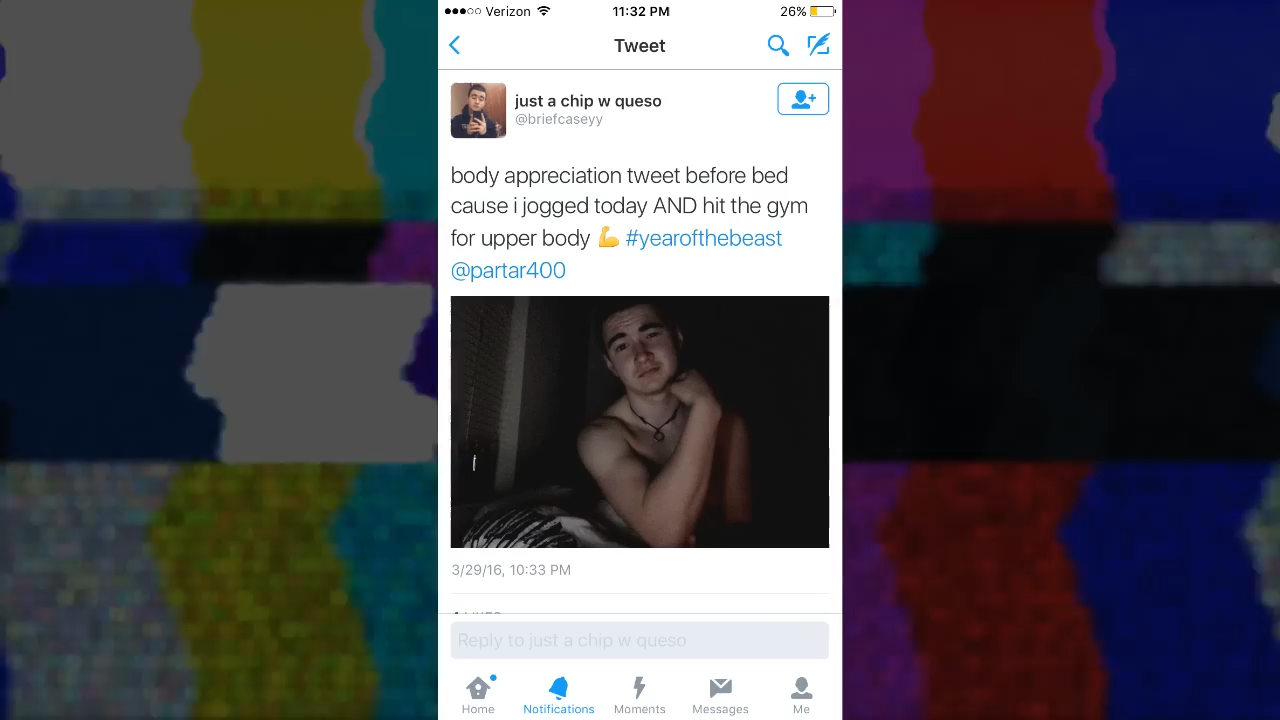 Verizon 11:32 PM 26%
Tweet
just a chip w queso
@briefcaseyy
body appreciation tweet before bed
cause i jogged today AND hit the gym
for upper body 💪 #yearofthebeast
@partar400
3/29/16, 10:33 PM
Reply to just a chip w queso
Home Notifications Moments Messages Me